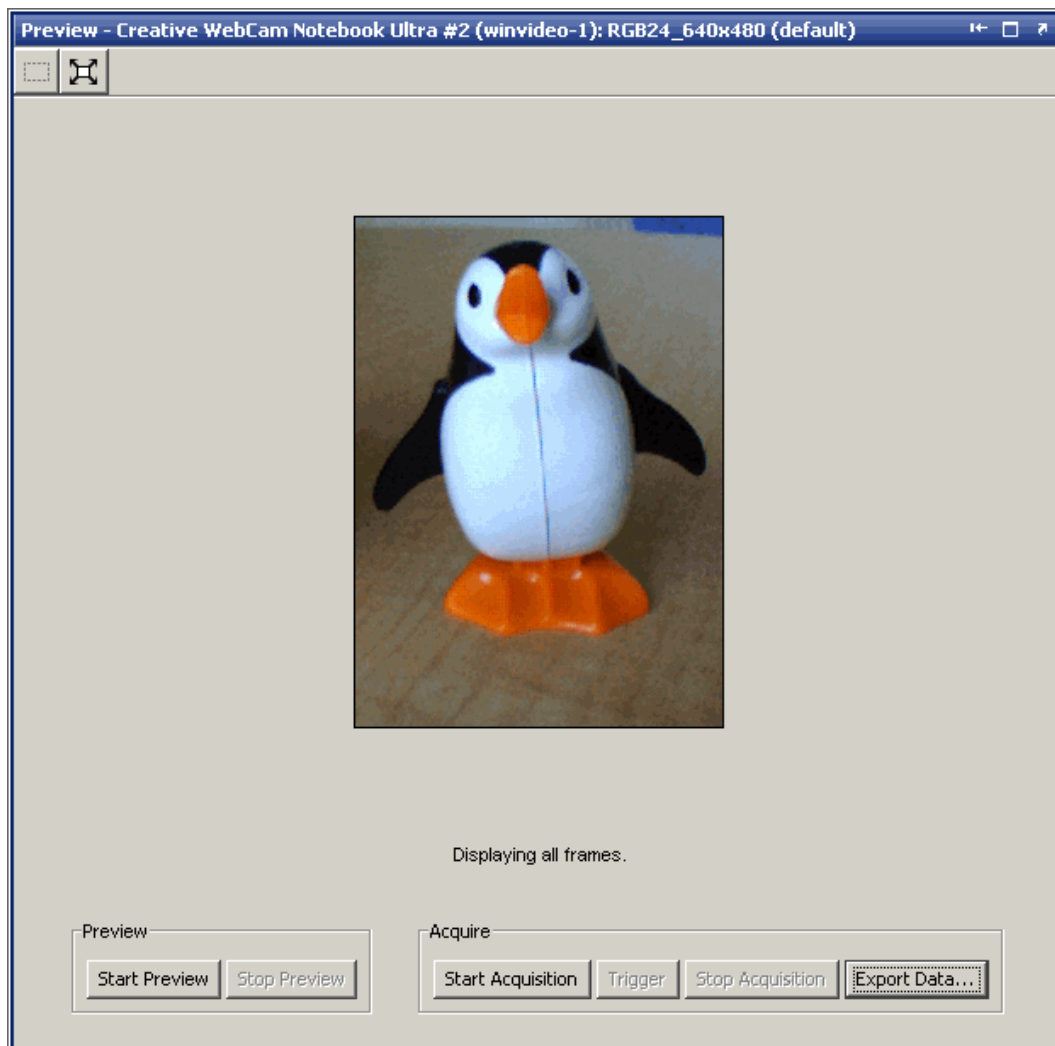 Preview - Creative WebCam Notebook Ultra #2 (winvideo-1): RGB24_640x480 (default)
Displaying all frames.
Preview
Start Preview Stop Preview
Acquire
Start Acquisition Trigger Stop Acquisition Export Data...